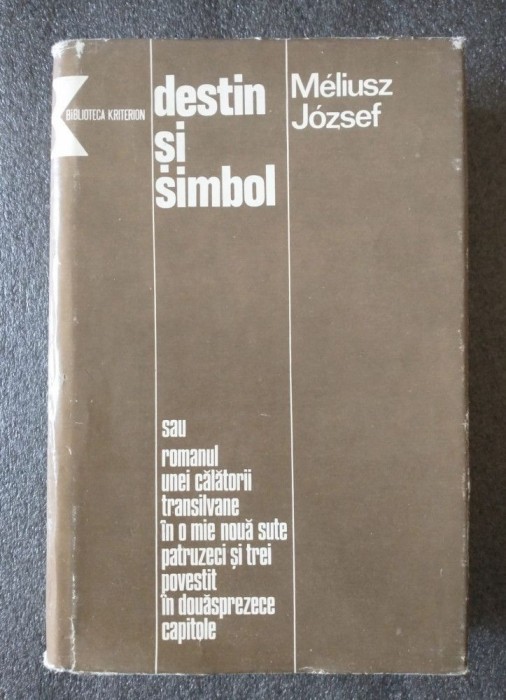 BIBLIOTECA KRITERION
destin
și
simbol
Méliusz
József
sau
romanul
unei călătorii
transilvane
în o mie nouă sute
patruzeci și trei
povestit
în douăsprezece
capitole